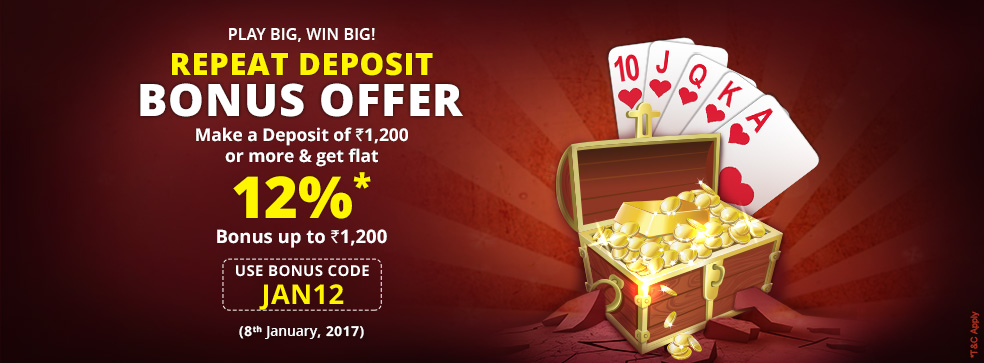 PLAY BIG, WIN BIG!
REPEAT DEPOSIT
BONUS OFFER
Make a Deposit of ₹1,200
or more & get flat
12%*
Bonus up to ₹1,200
USE BONUS CODE
JAN12
(8th January, 2017)
10 J Q K A
*T&C Apply